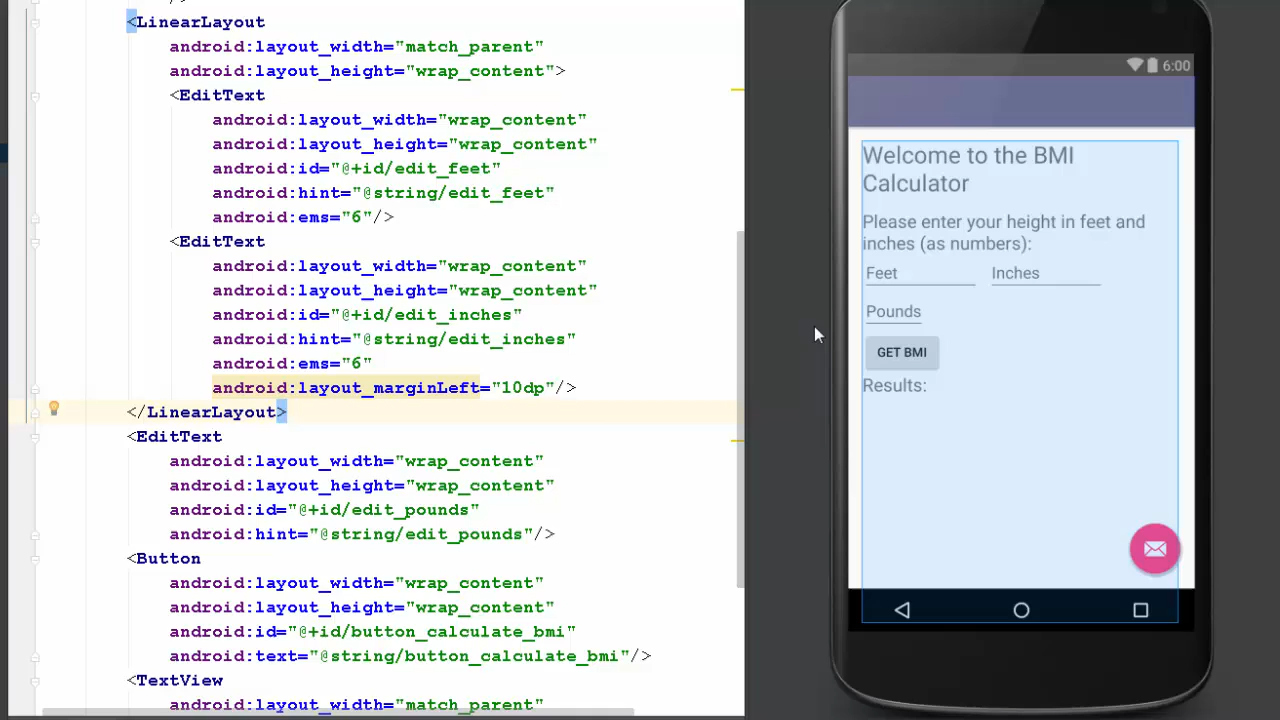 <LinearLayout
android:layout_width="match_parent"
android:layout_height="wrap_content">
<EditText
android:layout_width="wrap_content"
android:layout_height="wrap_content"
android:id="@+id/edit_feet"
android:hint="@string/edit_feet"
android:ems="6"/>
<EditText
android:layout_width="wrap_content"
android:layout_height="wrap_content"
android:id="@+id/edit_inches"
android:hint="@string/edit_inches"
android:ems="6"
android:layout_marginLeft="10dp"/>
</LinearLayout>
<EditText
android:layout_width="wrap_content"
android:layout_height="wrap_content"
android:id="@+id/edit_pounds"
android:hint="@string/edit_pounds"/>
<Button
android:layout_width="wrap_content"
android:layout_height="wrap_content"
android:id="@+id/button_calculate_bmi"
android:text="@string/button_calculate_bmi"/>
<TextView
android:layout_width="match_parent"
6:00
Welcome to the BMI
Calculator
Please enter your height in feet and
inches (as numbers):
Feet Inches
Pounds
GET BMI
Results: